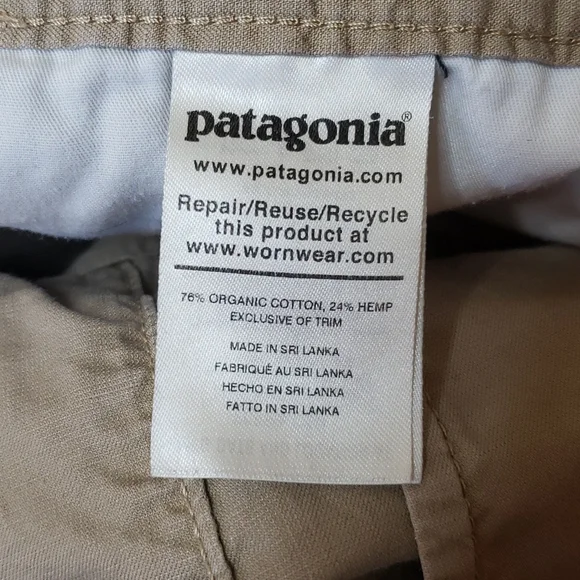 patagonia®
www.patagonia.com
Repair/Reuse/Recycle
this product at
www.wornwear.com
76% ORGANIC COTTON, 24% HEMP
EXCLUSIVE OF TRIM
MADE IN SRI LANKA
FABRIQUÉ AU SRI LANKA
HECHO EN SRI LANKA
FATTO IN SRI LANKA